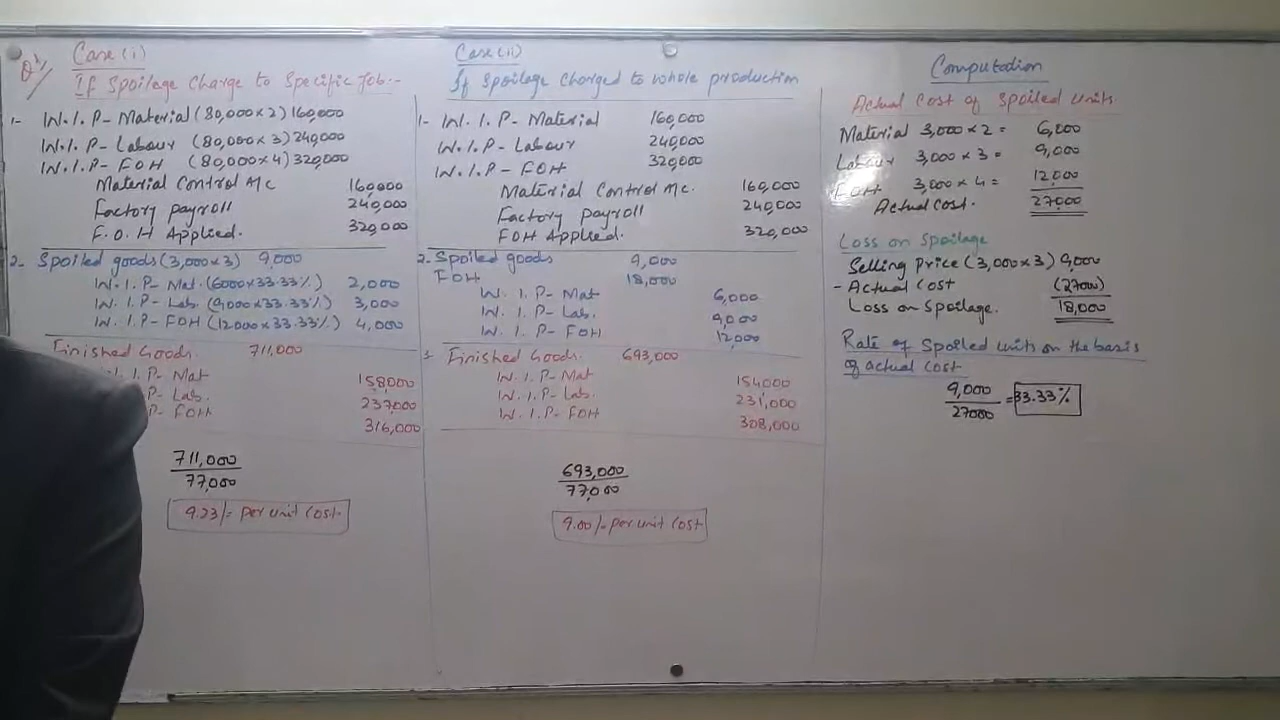 Q1/
Case (i)
If Spoilage Charge to Specific Job:-
1- W.I.P- Material (80,000 x 2) 160,000
W.I.P- Labour (80,000 x 3) 240,000
W.I.P- FOH (80,000 x 4) 320,000
Material Control A/c 160,000
Factory payroll 240,000
F.O.H Applied. 320,000
2- Spoiled goods (3,000 x 3) 9,000
W.I.P- Mat. (6000 x 33.33%) 2,000
W.I.P- Lab. (9,000 x 33.33%) 3,000
W.I.P- FOH (12000 x 33.33%) 4,000
Finished Goods. 711,000
I.P- Mat 158,000
P- Lab. 237,000
P- FOH 316,000
711,000
77,000
9.23/= per unit Cost.
Case (ii)
If Spoilage Charged to whole production
1- W.I.P- Material 160,000
W.I.P- Labour 240,000
W.I.P- FOH 320,000
Material Control A/c. 160,000
Factory payroll 240,000
FOH Applied. 320,000
2. Spoiled goods 9,000
FOH 18,000
W.I.P- Mat 6,000
W.I.P- Lab. 9,000
W.I.P- FOH 12,000
3 Finished Goods. 693,000
W.I.P- Mat 154,000
W.I.P- Lab. 231,000
W.I.P- FOH 308,000
693,000
77,000
9.00/= per unit Cost
Computation
Actual Cost of Spoiled units.
Material 3,000 x 2 = 6,000
Labour 3,000 x 3 = 9,000
FOH 3,000 x 4 = 12,000
Actual Cost. 27,000
Loss on Spoilage
Selling Price (3,000 x 3) 9,000
- Actual Cost (27000)
Loss on Spoilage. 18,000
Rate of Spoiled units on the basis
of actual Cost
9,000
27000
= 33.33%